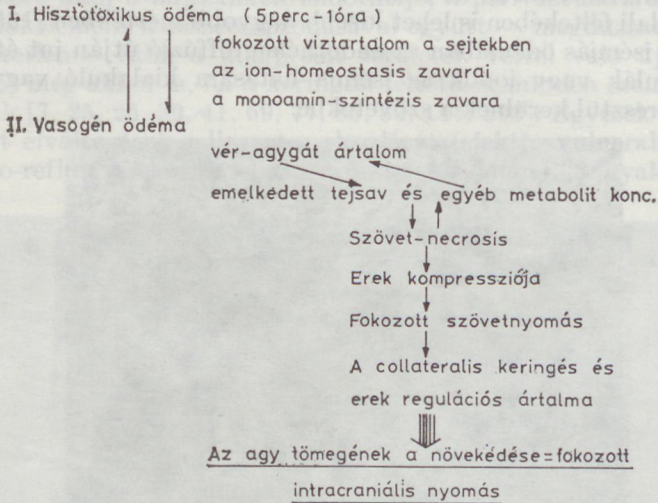 I. Hisztotoxikus ödéma (5perc-1óra)
fokozott víztartalom a sejtekben
az ion-homeostasis zavarai
a monoamin-szintézis zavara
II. Vasogén ödéma
vér-agygát ártalom
emelkedett tejsav és egyéb metabolit konc.
Szövet-necrosis
Erek kompressziója
Fokozott szövetnyomás
A collateralis keringés és
erek regulációs ártalma
Az agy tömegének a növekédése=fokozott
intracraniális nyomás